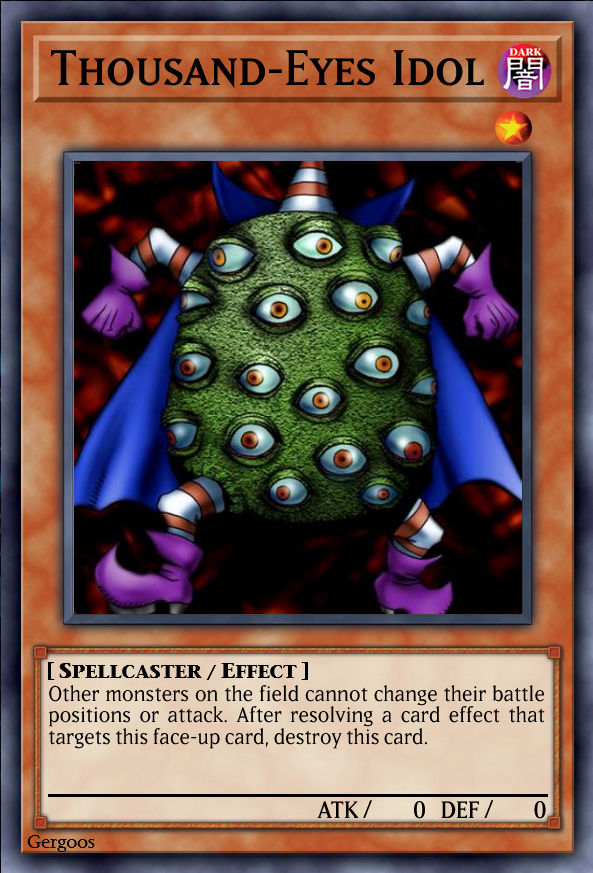 Thousand-Eyes Idol
DARK
闇
[ Spellcaster / Effect ]
Other monsters on the field cannot change their battle
positions or attack. After resolving a card effect that
targets this face-up card, destroy this card.
ATK / 0 DEF / 0
Gergoos